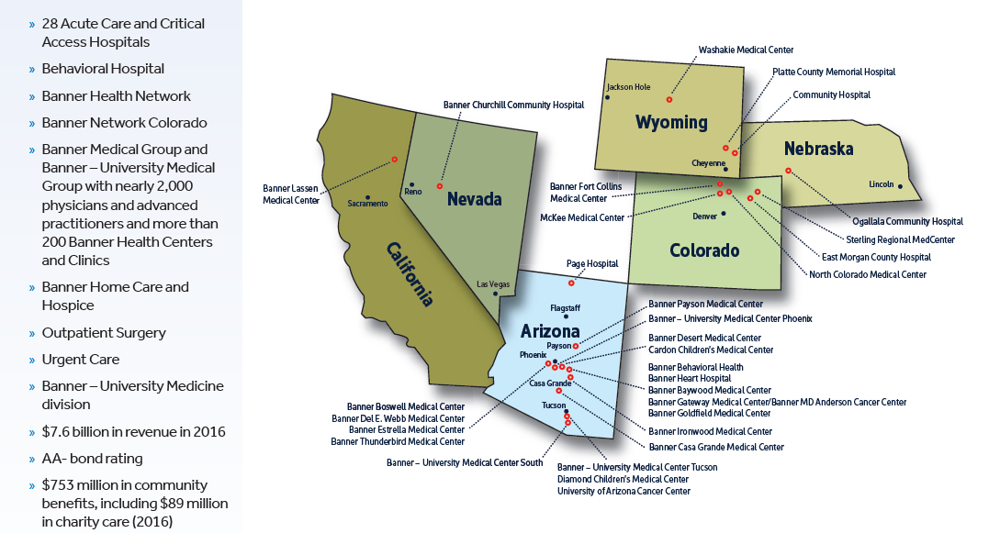 » 28 Acute Care and Critical
Access Hospitals
» Behavioral Hospital
» Banner Health Network
» Banner Network Colorado
» Banner Medical Group and
Banner – University Medical
Group with nearly 2,000
physicians and advanced
practitioners and more than
200 Banner Health Centers
and Clinics
» Banner Home Care and
Hospice
» Outpatient Surgery
» Urgent Care
» Banner – University Medicine
division
» $7.6 billion in revenue in 2016
» AA- bond rating
» $753 million in community
benefits, including $89 million
in charity care (2016)
Washakie Medical Center
Platte County Memorial Hospital
Community Hospital
Jackson Hole
Wyoming
Cheyenne
Nebraska
Lincoln
Banner Churchill Community Hospital
Banner Lassen
Medical Center
Sacramento
Reno
Nevada
California
Las Vegas
Banner Fort Collins
Medical Center
McKee Medical Center
Denver
Colorado
Ogallala Community Hospital
Sterling Regional MedCenter
East Morgan County Hospital
North Colorado Medical Center
Page Hospital
Flagstaff
Arizona
Payson
Phoenix
Casa Grande
Tucson
Banner Payson Medical Center
Banner – University Medical Center Phoenix
Banner Desert Medical Center
Cardon Children's Medical Center
Banner Behavioral Health
Banner Heart Hospital
Banner Baywood Medical Center
Banner Gateway Medical Center/Banner MD Anderson Cancer Center
Banner Goldfield Medical Center
Banner Ironwood Medical Center
Banner Casa Grande Medical Center
Banner Boswell Medical Center
Banner Del E. Webb Medical Center
Banner Estrella Medical Center
Banner Thunderbird Medical Center
Banner – University Medical Center South
Banner – University Medical Center Tucson
Diamond Children's Medical Center
University of Arizona Cancer Center